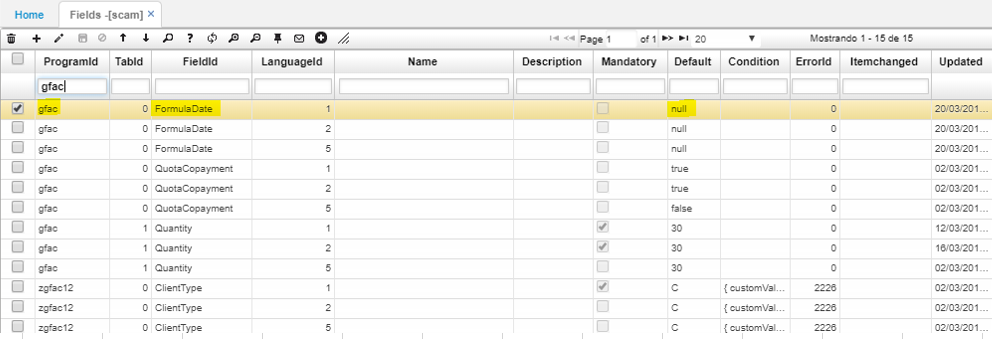 Home Fields -[scam] ×
Page 1 of 1 20 Mostrando 1 - 15 de 15
ProgramId TabId FieldId LanguageId Name Description Mandatory Default Condition ErrorId Itemchanged Updated
gfac
gfac 0 FormulaDate 1 null 0 20/03/201...
gfac 0 FormulaDate 2 null 0 20/03/201...
gfac 0 FormulaDate 5 null 0 20/03/201...
gfac 0 QuotaCopayment 1 true 0 02/03/201...
gfac 0 QuotaCopayment 2 true 0 02/03/201...
gfac 0 QuotaCopayment 5 false 0 02/03/201...
gfac 1 Quantity 1 30 0 12/03/201...
gfac 1 Quantity 2 30 0 16/03/201...
gfac 1 Quantity 5 30 0 02/03/201...
zgfac12 0 ClientType 1 C { customVal... 2226 02/03/201...
zgfac12 0 ClientType 2 C { customVal... 2226 02/03/201...
zgfac12 0 ClientType 5 C { customVal... 2226 02/03/201...